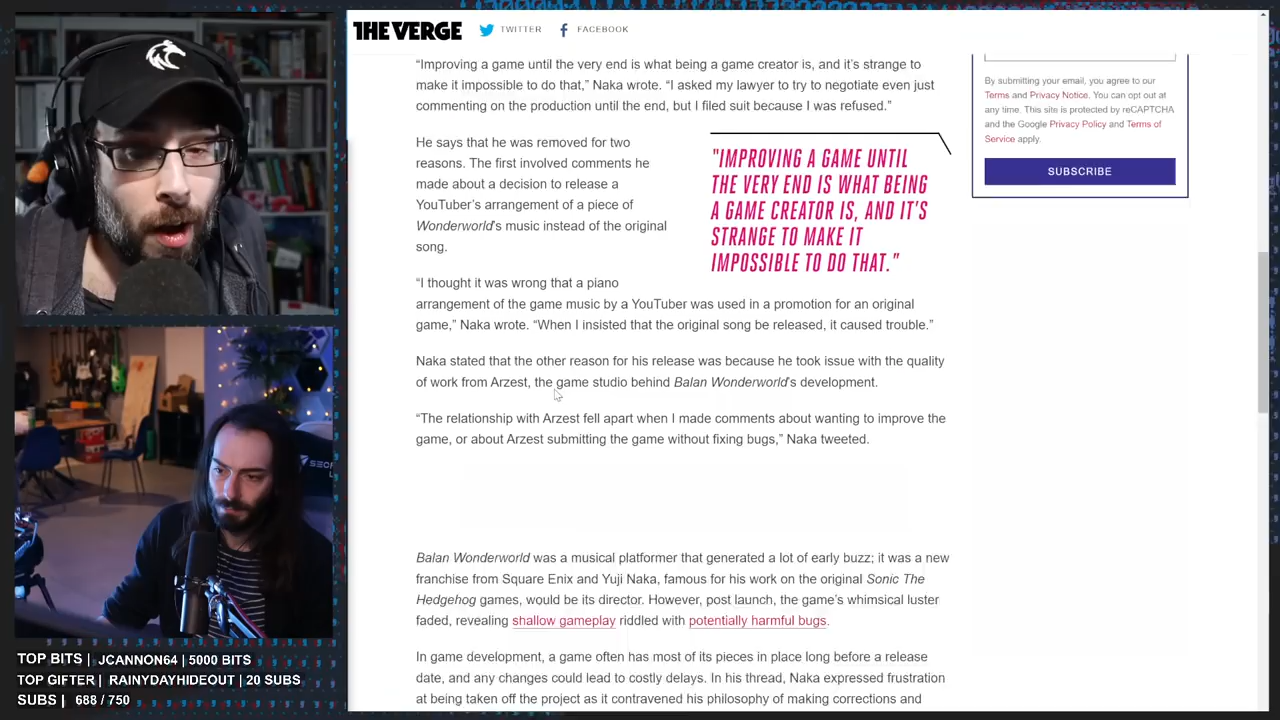 THE VERGE
TWITTER
FACEBOOK
“Improving a game until the very end is what being a game creator is, and it’s strange to
make it impossible to do that,” Naka wrote. “I asked my lawyer to try to negotiate even just
commenting on the production until the end, but I filed suit because I was refused.”
He says that he was removed for two
reasons. The first involved comments he
made about a decision to release a
YouTuber’s arrangement of a piece of
Wonderworld’s music instead of the original
song.
"IMPROVING A GAME UNTIL
THE VERY END IS WHAT BEING
A GAME CREATOR IS, AND IT’S
STRANGE TO MAKE IT
IMPOSSIBLE TO DO THAT."
“I thought it was wrong that a piano
arrangement of the game music by a YouTuber was used in a promotion for an original
game,” Naka wrote. “When I insisted that the original song be released, it caused trouble.”
Naka stated that the other reason for his release was because he took issue with the quality
of work from Arzest, the game studio behind Balan Wonderworld’s development.
“The relationship with Arzest fell apart when I made comments about wanting to improve the
game, or about Arzest submitting the game without fixing bugs,” Naka tweeted.
Balan Wonderworld was a musical platformer that generated a lot of early buzz; it was a new
franchise from Square Enix and Yuji Naka, famous for his work on the original Sonic The
Hedgehog games, would be its director. However, post launch, the game’s whimsical luster
faded, revealing shallow gameplay riddled with potentially harmful bugs.
In game development, a game often has most of its pieces in place long before a release
date, and any changes could lead to costly delays. In his thread, Naka expressed frustration
at being taken off the project as it contravened his philosophy of making corrections and
By submitting your email, you agree to our
Terms and Privacy Notice. You can opt out at
any time. This site is protected by reCAPTCHA
and the Google Privacy Policy and Terms of
Service apply.
SUBSCRIBE
TOP BITS | JCANNON64 | 5000 BITS
TOP GIFTER | RAINYDAYHIDEOUT | 20 SUBS
SUBS | 688 / 750